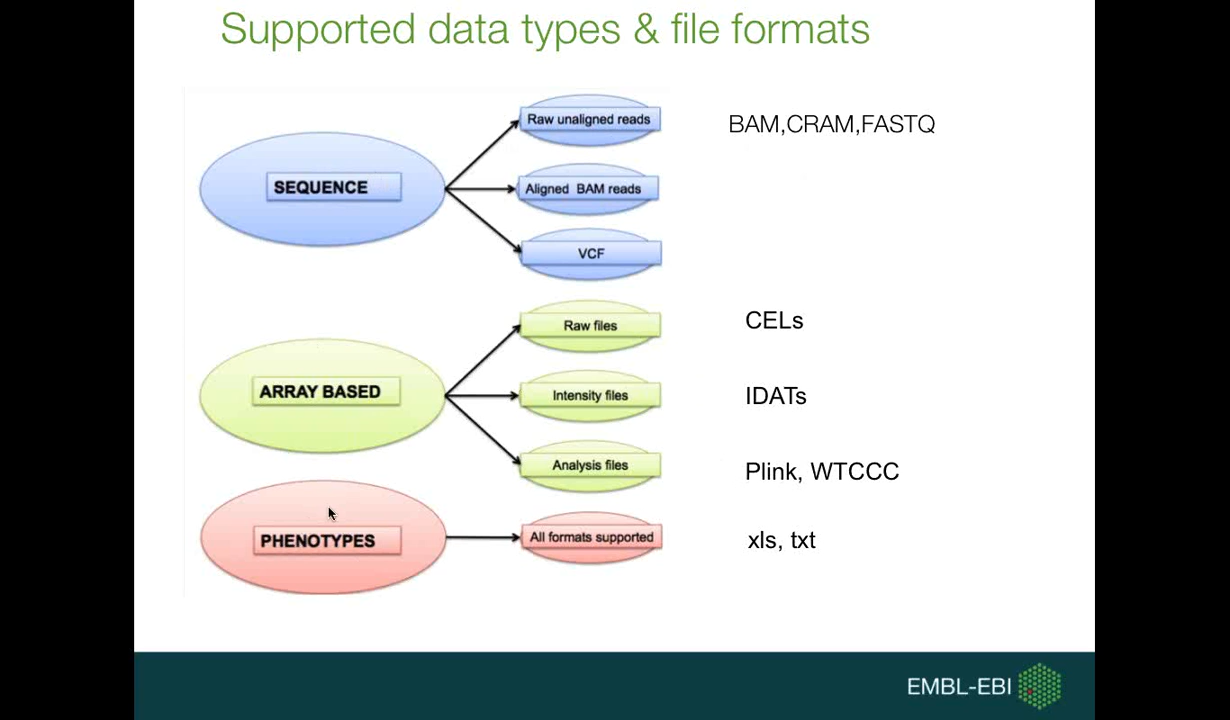 Supported data types & file formats
Raw unaligned reads
BAM,CRAM,FASTQ
SEQUENCE
Aligned BAM reads
VCF
Raw files
CELs
ARRAY BASED
Intensity files
IDATs
Analysis files
Plink, WTCCC
PHENOTYPES
All formats supported
xls, txt
EMBL-EBI